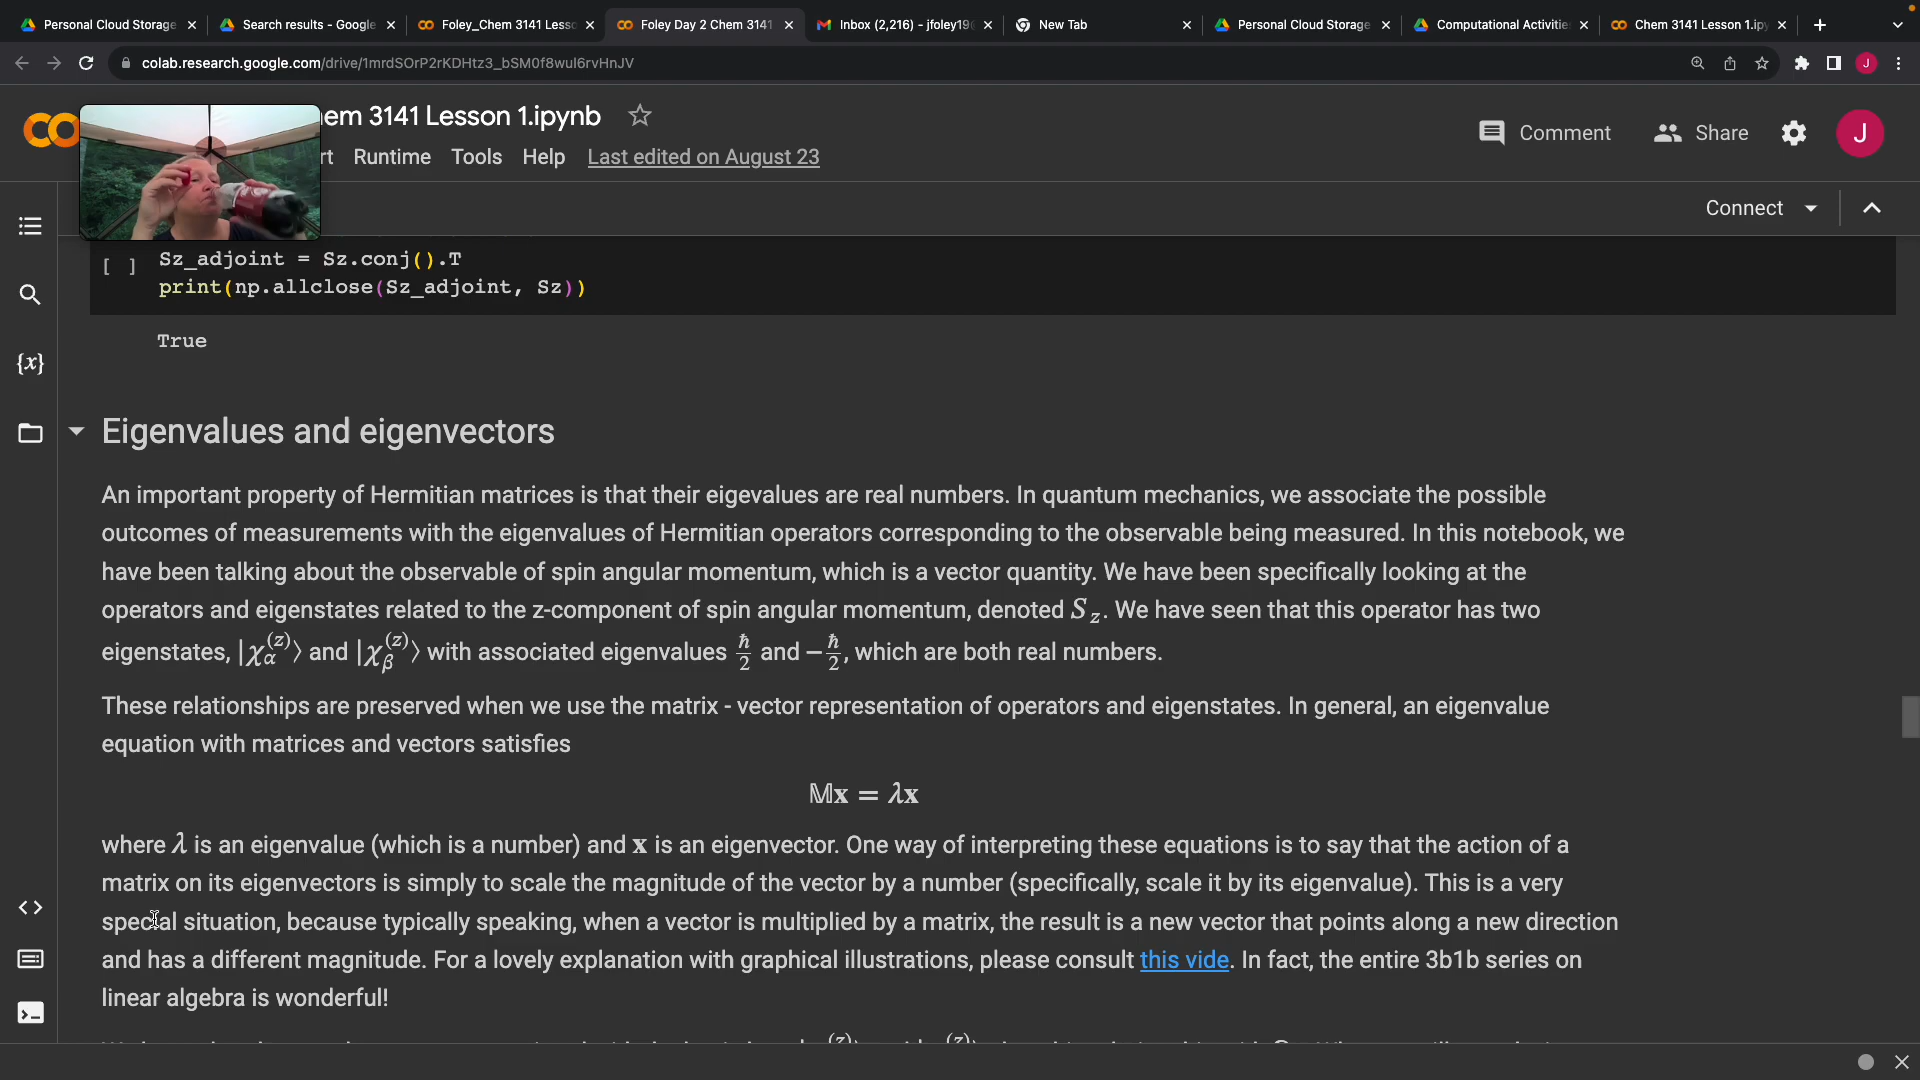 Personal Cloud Storage
Search results - Google
Foley_Chem 3141 Lesso
Foley Day 2 Chem 3141
Inbox (2,216) - jfoley19
New Tab
Personal Cloud Storage
Computational Activitie
Chem 3141 Lesson 1.ipy
colab.research.google.com/drive/1mrdSOrP2rKDHtz3_bSM0f8wul6rvHnJV
em 3141 Lesson 1.ipynb
Comment
Share
J
rt Runtime Tools Help Last edited on August 23
Connect
[ ] Sz_adjoint = Sz.conj().T
print(np.allclose(Sz_adjoint, Sz))
True
Eigenvalues and eigenvectors
An important property of Hermitian matrices is that their eigevalues are real numbers. In quantum mechanics, we associate the possible
outcomes of measurements with the eigenvalues of Hermitian operators corresponding to the observable being measured. In this notebook, we
have been talking about the observable of spin angular momentum, which is a vector quantity. We have been specifically looking at the
operators and eigenstates related to the z-component of spin angular momentum, denoted S_z. We have seen that this operator has two
eigenstates, |χ_α^(z)⟩ and |χ_β^(z)⟩ with associated eigenvalues ℏ/2 and −ℏ/2, which are both real numbers.
These relationships are preserved when we use the matrix - vector representation of operators and eigenstates. In general, an eigenvalue
equation with matrices and vectors satisfies
𝕄x = λx
where λ is an eigenvalue (which is a number) and x is an eigenvector. One way of interpreting these equations is to say that the action of a
matrix on its eigenvectors is simply to scale the magnitude of the vector by a number (specifically, scale it by its eigenvalue). This is a very
special situation, because typically speaking, when a vector is multiplied by a matrix, the result is a new vector that points along a new direction
and has a different magnitude. For a lovely explanation with graphical illustrations, please consult this vide. In fact, the entire 3b1b series on
linear algebra is wonderful!